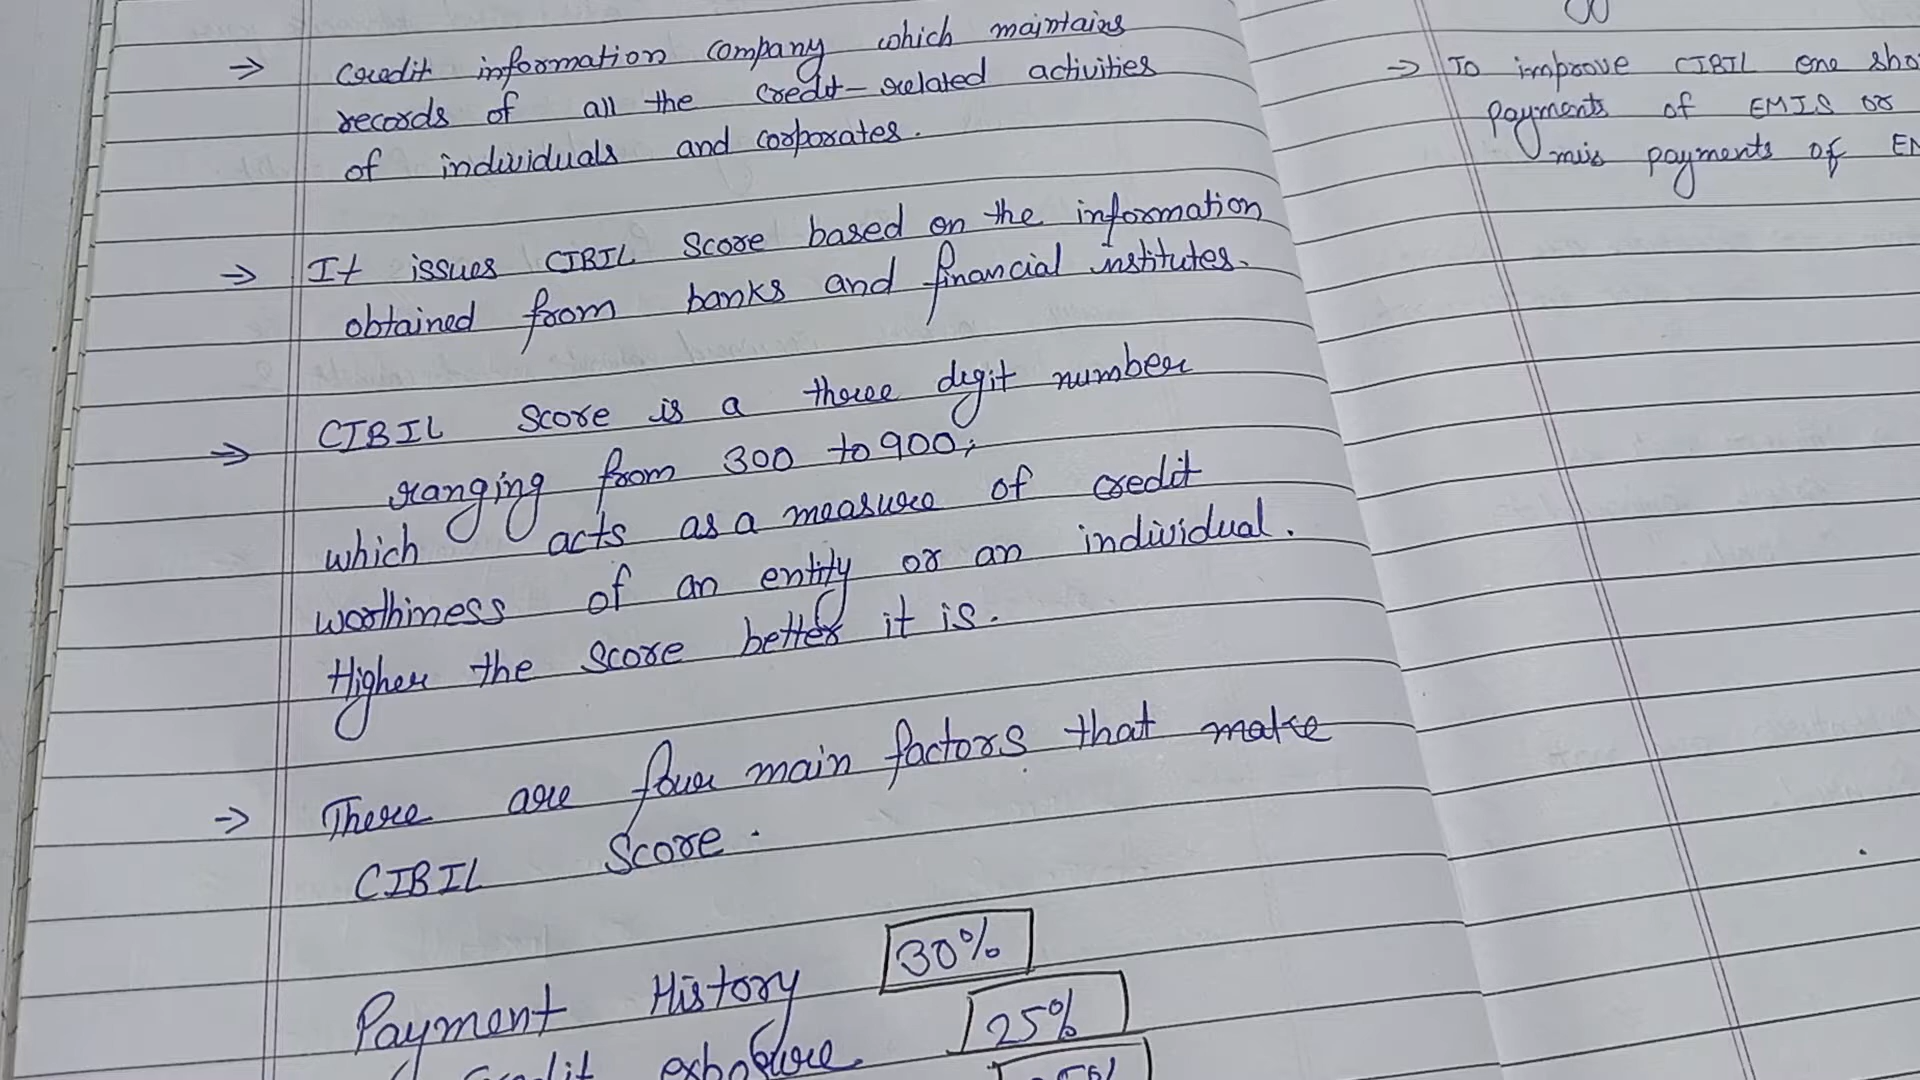 → Credit information company which maintains
records of all the credit-related activities
of individuals and corporates.
→ It issues CIBIL Score based on the information
obtained from banks and financial institutes.
→ CIBIL Score is a three digit number
ranging from 300 to 900,
which acts as a measure of credit
worthiness of an entity or an individual.
Higher the score better it is.
→ There are four main factors that make
CIBIL Score.
Payment History 30%
Credit exposure 25%
→ To improve CIBIL one
payments of EMIS or
mis payments of